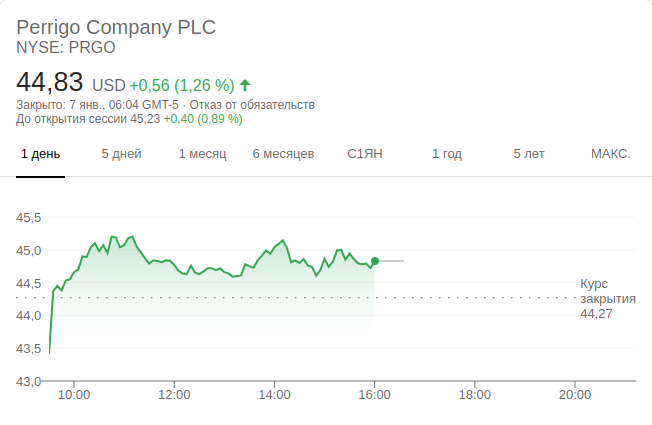 Perrigo Company PLC
NYSE: PRGO
44,83 USD +0,56 (1,26 %)
Закрыто: 7 янв., 06:04 GMT-5 · Отказ от обязательств
До открытия сессии 45,23 +0,40 (0,89 %)
1 день 5 дней 1 месяц 6 месяцев С1ЯН 1 год 5 лет МАКС.
45,5
45,0
44,5
44,0
43,5
43,0
Курс
закрытия
44,27
10:00 12:00 14:00 16:00 18:00 20:00